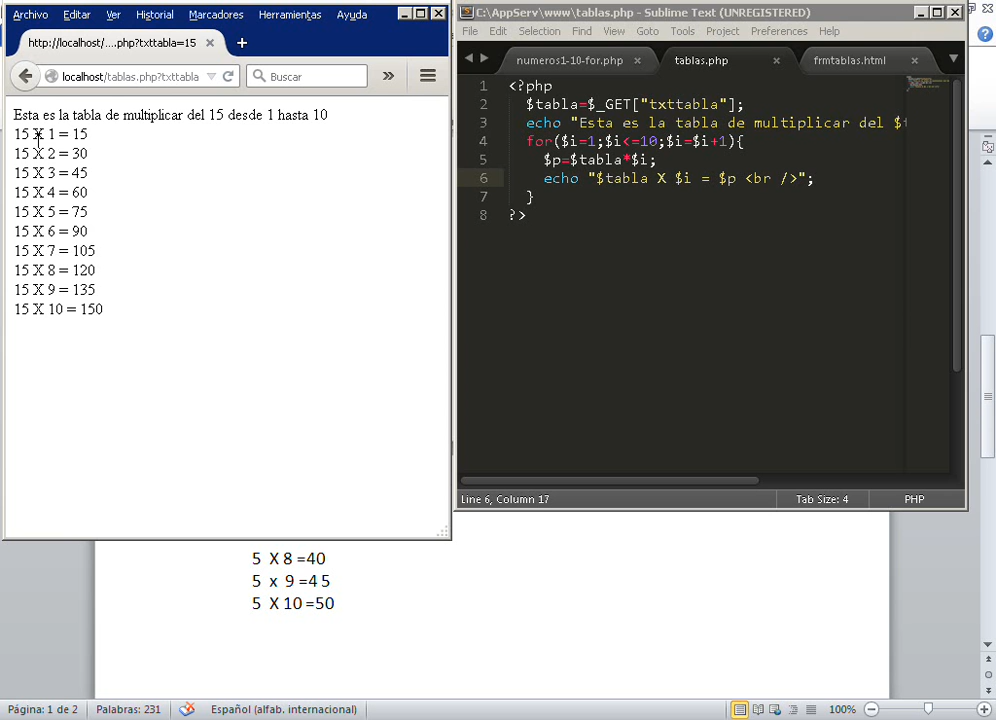 Archivo Editar Ver Historial Marcadores Herramientas Ayuda
http://localhost/....php?txttabla=15
localhost/tablas.php?txttabla
Buscar
Esta es la tabla de multiplicar del 15 desde 1 hasta 10
15 X 1 = 15
15 X 2 = 30
15 X 3 = 45
15 X 4 = 60
15 X 5 = 75
15 X 6 = 90
15 X 7 = 105
15 X 8 = 120
15 X 9 = 135
15 X 10 = 150
C:\AppServ\www\tablas.php - Sublime Text (UNREGISTERED)
File Edit Selection Find View Goto Tools Project Preferences Help
numeros1-10-for.php tablas.php frmtablas.html
1 <?php
2 $tabla=$_GET["txttabla"];
3 echo "Esta es la tabla de multiplicar del $t
4 for($i=1;$i<=10;$i=$i+1){
5 $p=$tabla*$i;
6 echo "$tabla X $i = $p <br />";
7 }
8 ?>
Line 6, Column 17 Tab Size: 4 PHP
5 X 8 =40
5 x 9 =4 5
5 X 10 =50
Página: 1 de 2 Palabras: 231 Español (alfab. internacional) 100%